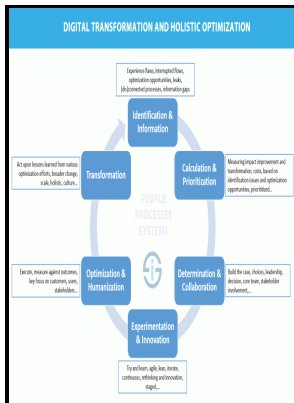 DIGITAL TRANSFORMATION AND HOLISTIC OPTIMIZATION
Experience flaws, interrupted flows,
optimization opportunities, leaks,
(dis)connected processes, information gaps
Identification &
Information
Calculation &
Prioritization
Measuring impact improvement and
transformation, costs, based on
identification issues and optimization
opportunities, prioritized...
Determination &
Collaboration
Build the case, choices, leadership,
decision, core team, stakeholder
involvement,...
Experimentation
& Innovation
Try and learn, agile, lean, iterate,
continuous, rethinking and innovation,
staged,...
Optimization &
Humanization
Execute, measure against outcomes,
key focus on customers, users,
stakeholders...
Transformation
Act upon lessons learned from various
optimization efforts, broader change,
scale, holistic, culture...
PEOPLE
PROCESSES
SYSTEMS